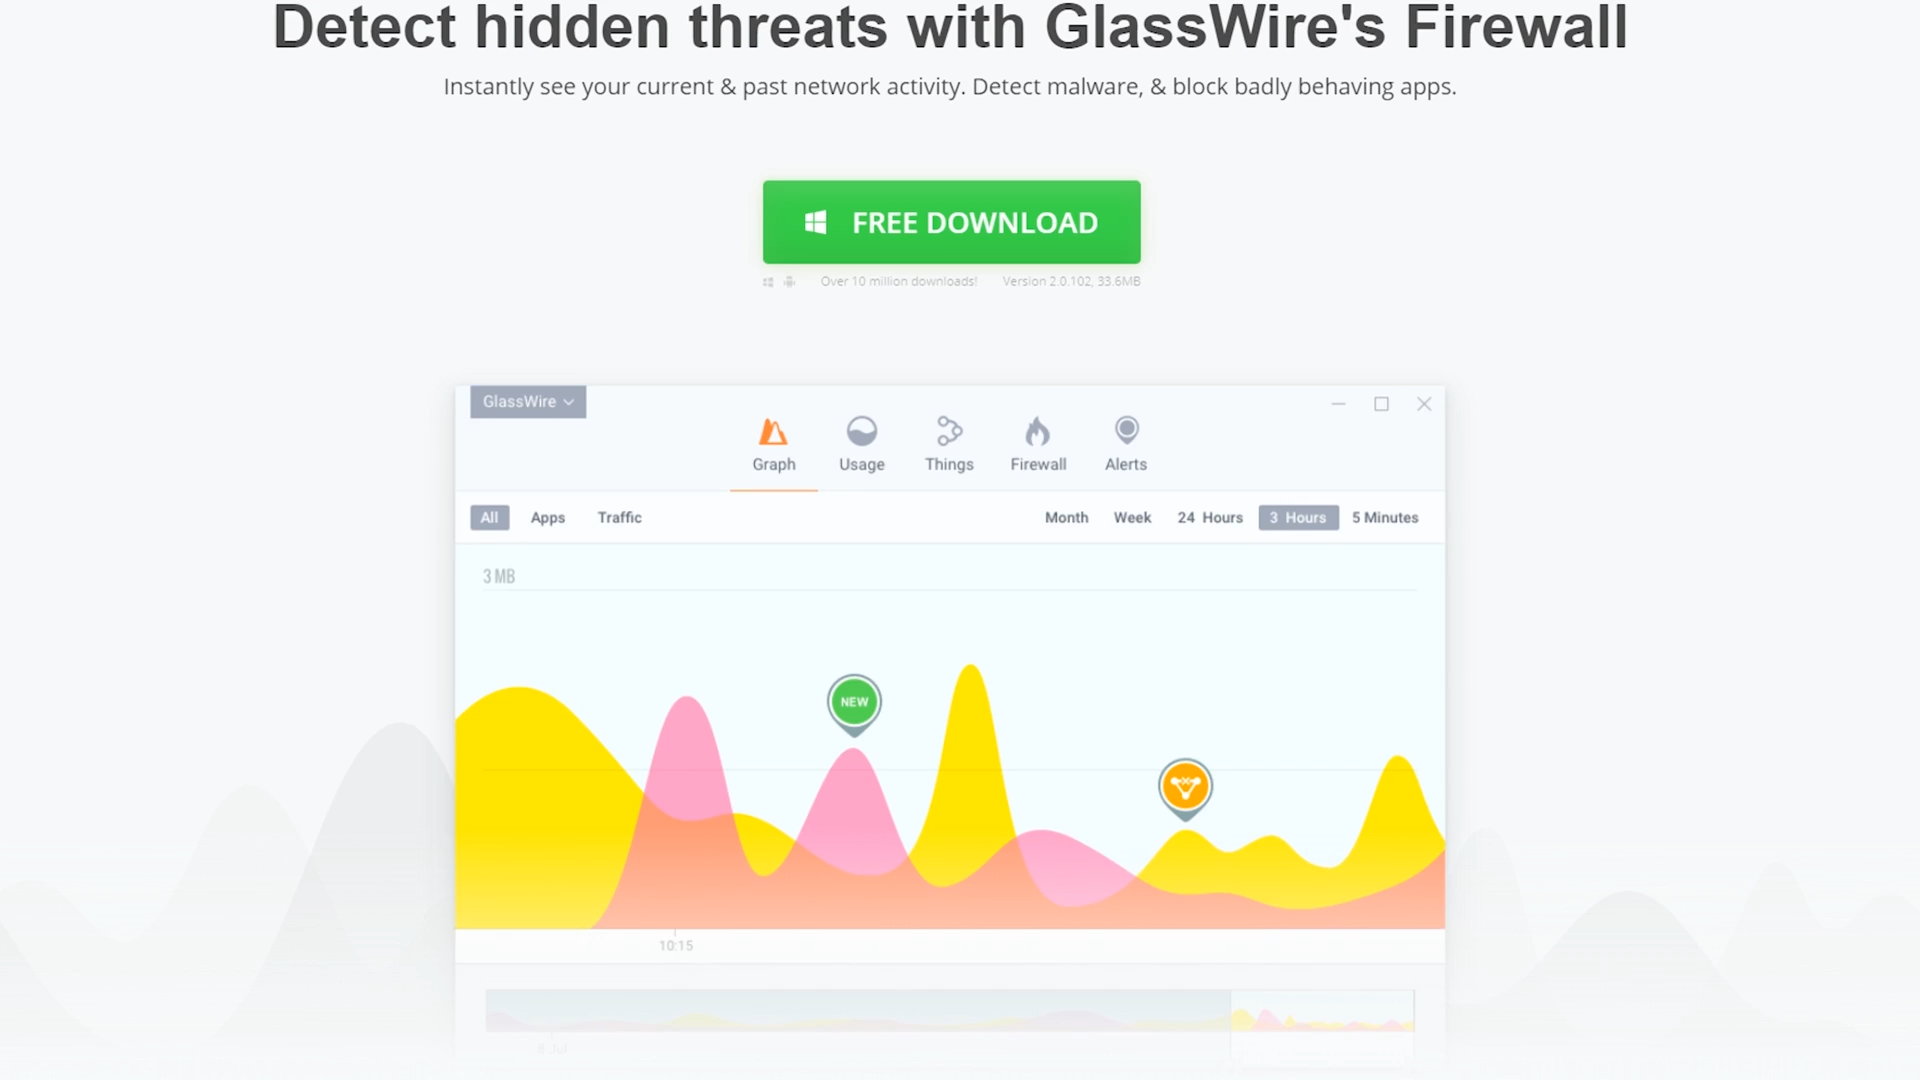 Detect hidden threats with GlassWire's Firewall
Instantly see your current & past network activity. Detect malware, & block badly behaving apps.
FREE DOWNLOAD
Over 10 million downloads! Version 2.0.102, 33.6MB
GlassWire
Graph Usage Things Firewall Alerts
All Apps Traffic Month Week 24 Hours 3 Hours 5 Minutes
3 MB
NEW
10:15